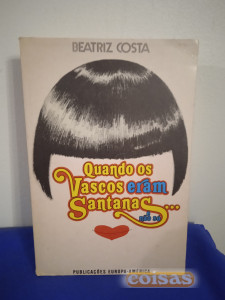 BEATRIZ COSTA
Quando os
Vascos eram
Santanas...
não só
PUBLICAÇÕES EUROPA-AMÉRICA
coisas